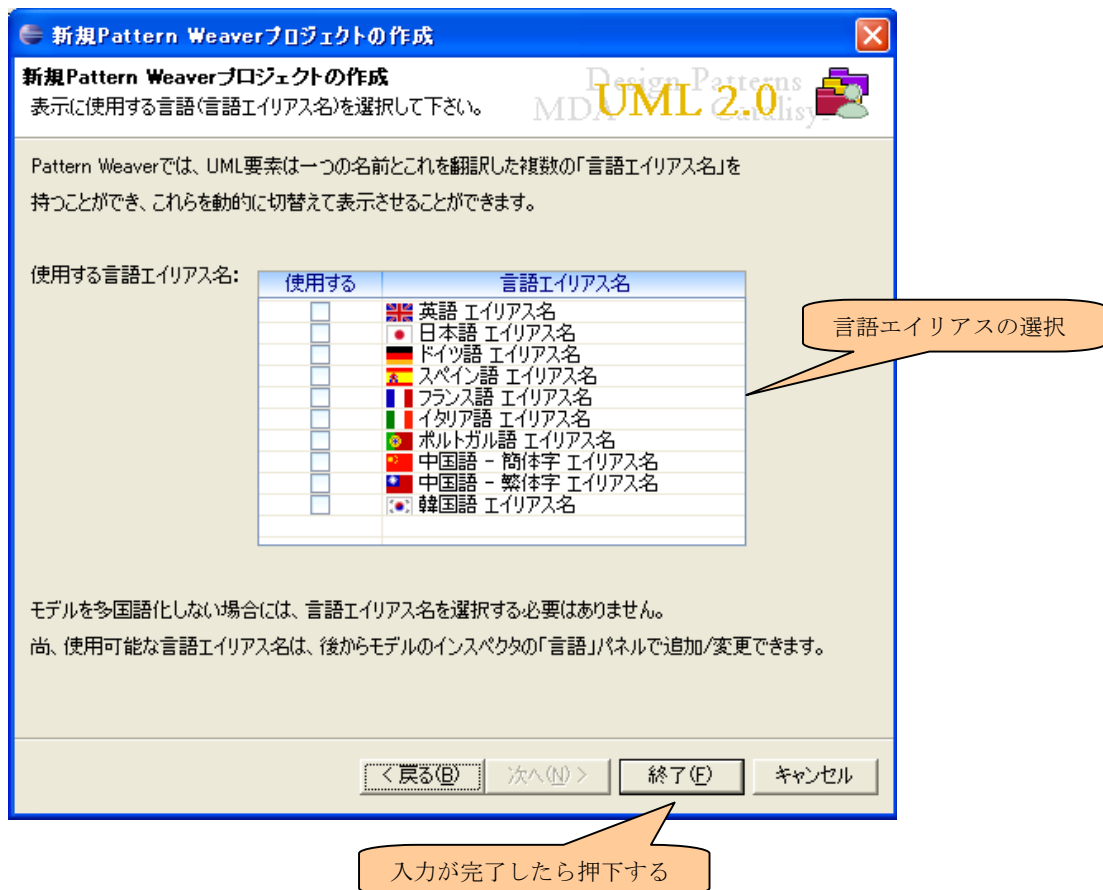 新規Pattern Weaverプロジェクトの作成
新規Pattern Weaverプロジェクトの作成
表示に使用する言語(言語エイリアス名)を選択して下さい。
Design Patterns
UML 2.0
Pattern Weaverでは、UML要素は一つの名前とこれを翻訳した複数の「言語エイリアス名」を
持つことができ、これらを動的に切替えて表示させることができます。
使用する言語エイリアス名:
使用する 言語エイリアス名
英語 エイリアス名
日本語 エイリアス名
ドイツ語 エイリアス名
スペイン語 エイリアス名
フランス語 エイリアス名
イタリア語 エイリアス名
ポルトガル語 エイリアス名
中国語 - 簡体字 エイリアス名
中国語 - 繁体字 エイリアス名
韓国語 エイリアス名
言語エイリアスの選択
モデルを多国語化しない場合には、言語エイリアス名を選択する必要はありません。
尚、使用可能な言語エイリアス名は、後からモデルのインスペクタの「言語」パネルで追加/変更できます。
< 戻る(B) 次へ(N) > 終了(F) キャンセル
入力が完了したら押下する